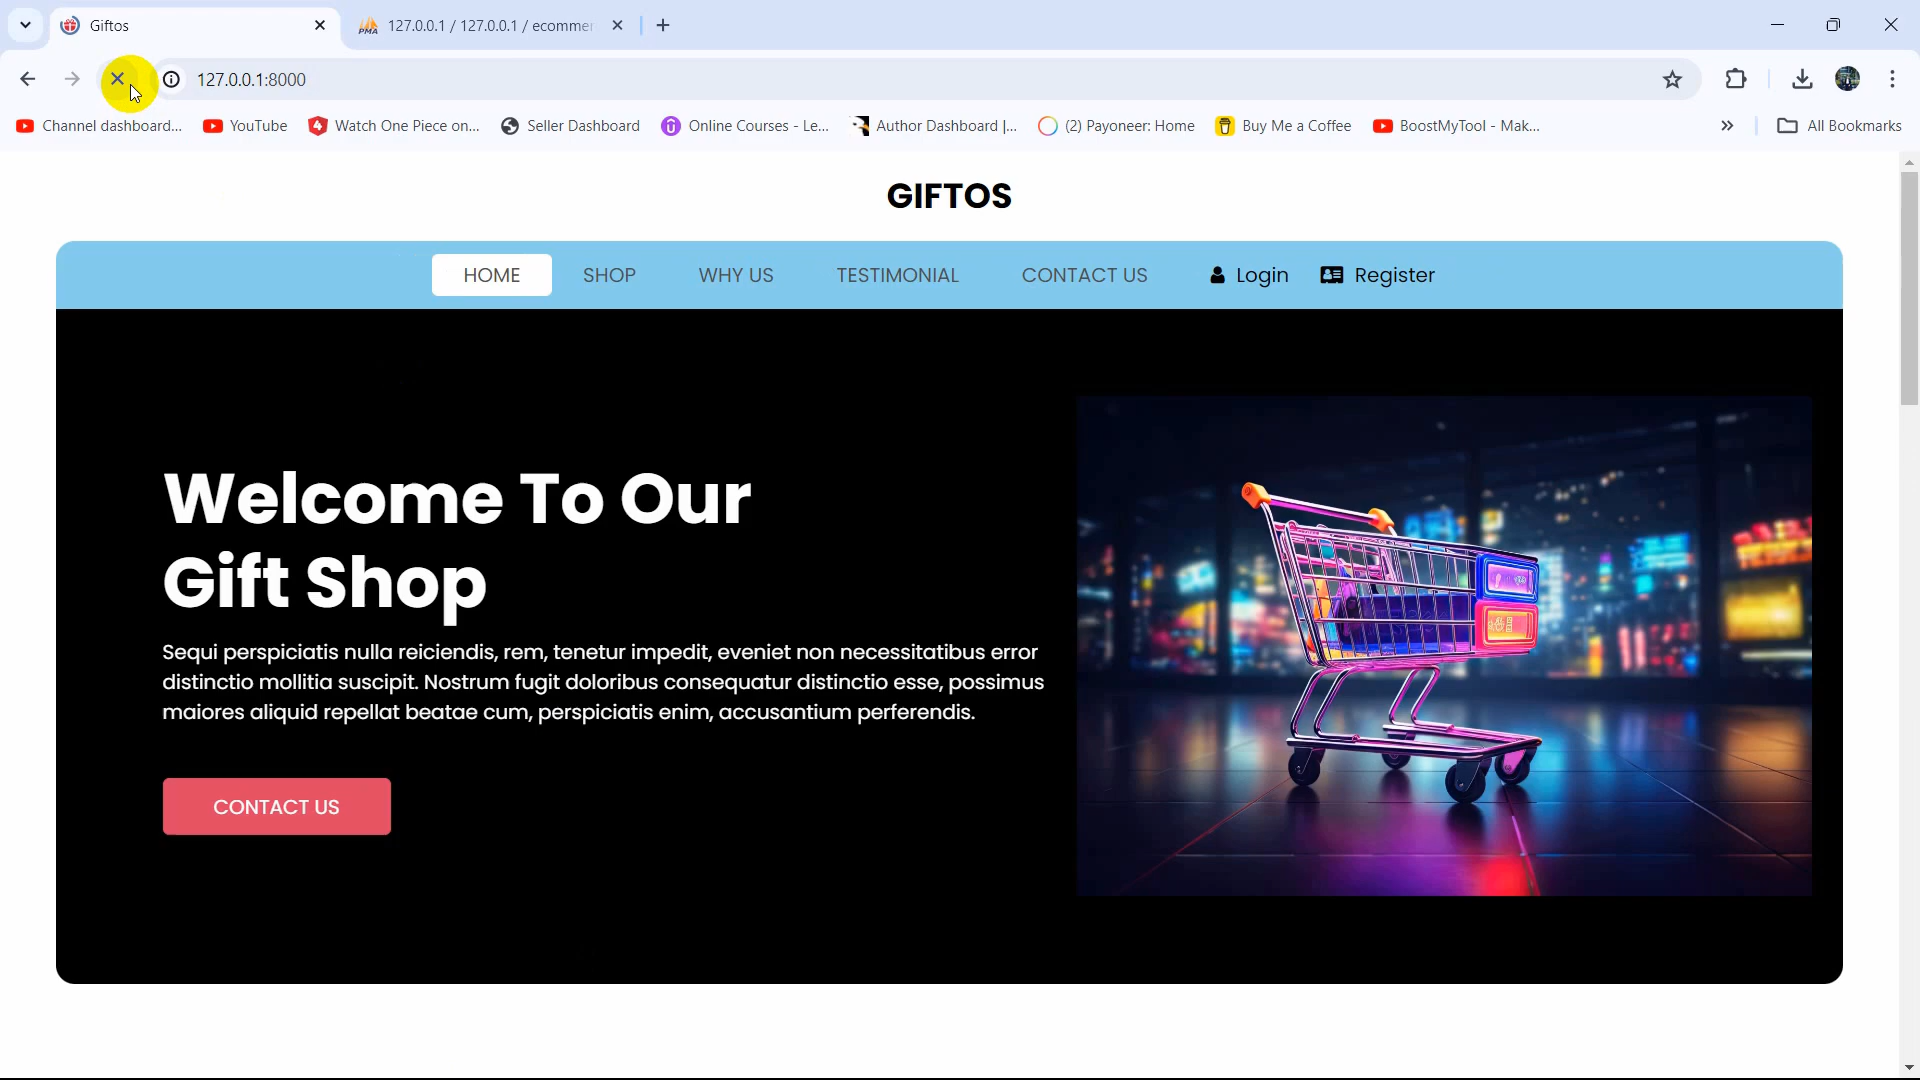 Giftos
127.0.0.1 / 127.0.0.1 / ecommer
127.0.0.1:8000
Channel dashboard...
YouTube
Watch One Piece on...
Seller Dashboard
Online Courses - Le...
Author Dashboard |...
(2) Payoneer: Home
Buy Me a Coffee
BoostMyTool - Mak...
All Bookmarks
GIFTOS
HOME SHOP WHY US TESTIMONIAL CONTACT US Login Register
Welcome To Our
Gift Shop
Sequi perspiciatis nulla reiciendis, rem, tenetur impedit, eveniet non necessitatibus error
distinctio mollitia suscipit. Nostrum fugit doloribus consequatur distinctio esse, possimus
maiores aliquid repellat beatae cum, perspiciatis enim, accusantium perferendis.
CONTACT US